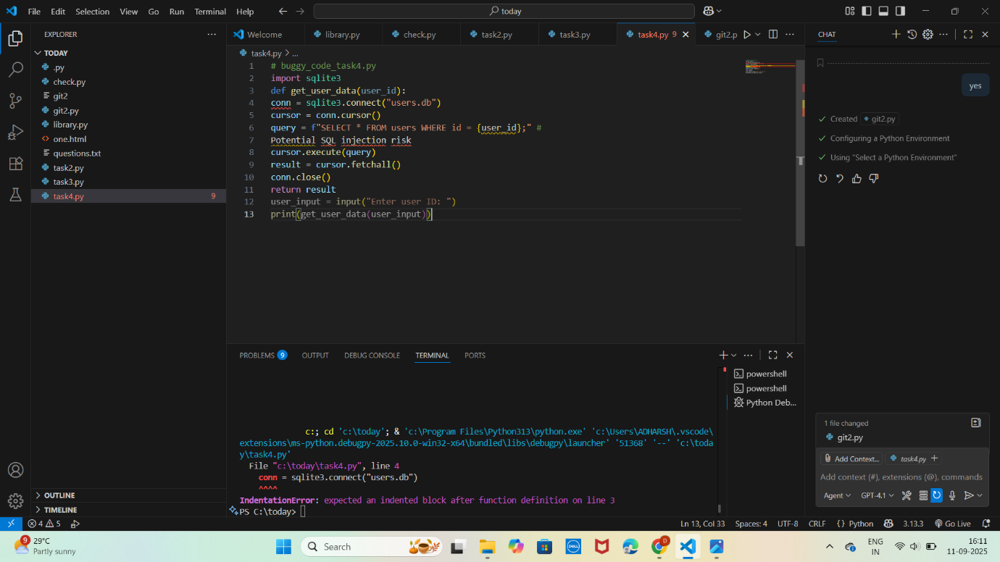 File Edit Selection View Go Run Terminal Help
today
EXPLORER
TODAY
.py
check.py
git2
git2.py
library.py
one.html
questions.txt
task2.py
task3.py
task4.py 9
OUTLINE
TIMELINE
Welcome library.py check.py task2.py task3.py task4.py 9 git2.p
task4.py > ...
1 # buggy_code_task4.py
2 import sqlite3
3 def get_user_data(user_id):
4 conn = sqlite3.connect("users.db")
5 cursor = conn.cursor()
6 query = f"SELECT * FROM users WHERE id = {user_id};" #
7 Potential SQL injection risk
8 cursor.execute(query)
9 result = cursor.fetchall()
10 conn.close()
11 return result
12 user_input = input("Enter user ID: ")
13 print(get_user_data(user_input))
PROBLEMS 9 OUTPUT DEBUG CONSOLE TERMINAL PORTS
c:; cd 'c:\today'; & 'c:\Program Files\Python313\python.exe' 'c:\Users\ADHARSH\.vscode\
extensions\ms-python.debugpy-2025.10.0-win32-x64\bundled\libs\debugpy\launcher' '51368' '--' 'c:\toda
y\task4.py'
File "c:\today\task4.py", line 4
conn = sqlite3.connect("users.db")
^^^^
IndentationError: expected an indented block after function definition on line 3
PS C:\today>
powershell
powershell
Python Deb...
CHAT
yes
Created git2.py
Configuring a Python Environment
Using "Select a Python Environment"
1 file changed
git2.py
Add Context... task4.py
Add context (#), extensions (@), commands
Agent GPT-4.1
4 5
Ln 13, Col 33 Spaces: 4 UTF-8 CRLF {} Python 3.13.3 Go Live
9
29°C
Partly sunny
Search
DELL
D
ENG
IN
16:11
11-09-2025